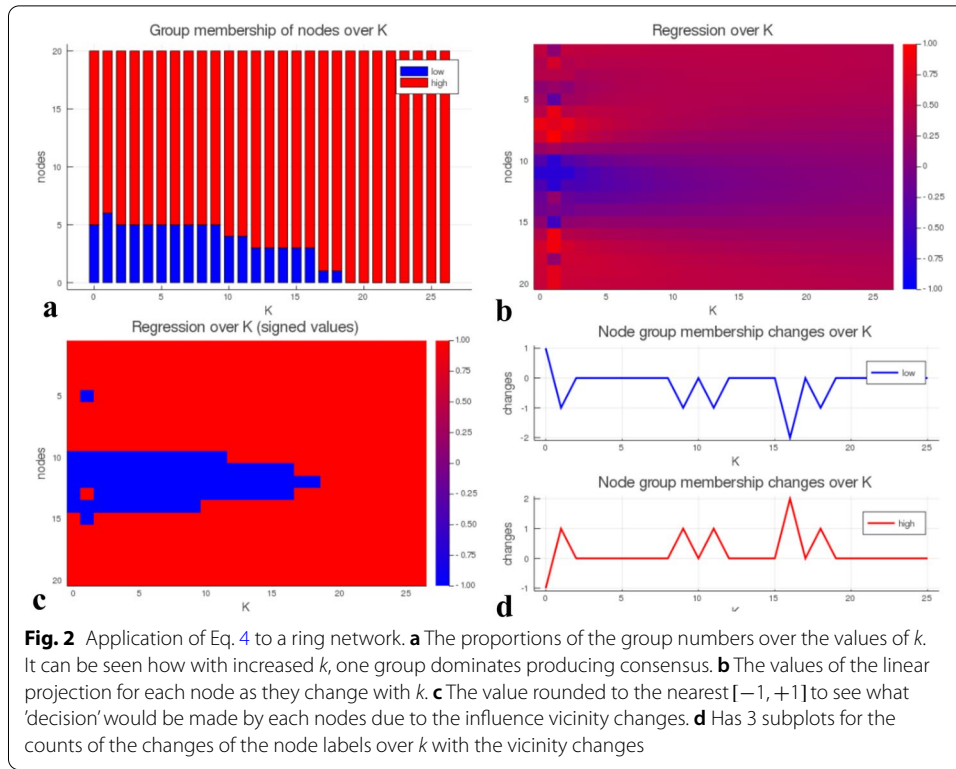 Group membership of nodes over K
20
15
10
5
0
nodes
low
high
0 5 10 15 20 25
K
a
Regression over K
5
10
15
20
nodes
0 5 10 15 20 25
K
1.00
0.75
0.50
0.25
0
- 0.25
- 0.50
- 0.75
- 1.00
b
Regression over K (signed values)
5
10
15
20
nodes
0 5 10 15 20 25
K
1.00
0.75
0.50
0.25
0
- 0.25
- 0.50
- 0.75
- 1.00
c
Node group membership changes over K
1
0
-1
-2
changes
low
0 5 10 15 20 25
K
Node group membership changes over K
2
1
0
-1
changes
high
0 5 10 15 20 25
K
d
Fig. 2 Application of Eq. 4 to a ring network. a The proportions of the group numbers over the values of k.
It can be seen how with increased k, one group dominates producing consensus. b The values of the linear
projection for each node as they change with k. c The value rounded to the nearest [−1, +1] to see what
'decision' would be made by each nodes due to the influence vicinity changes. d Has 3 subplots for the
counts of the changes of the node labels over k with the vicinity changes